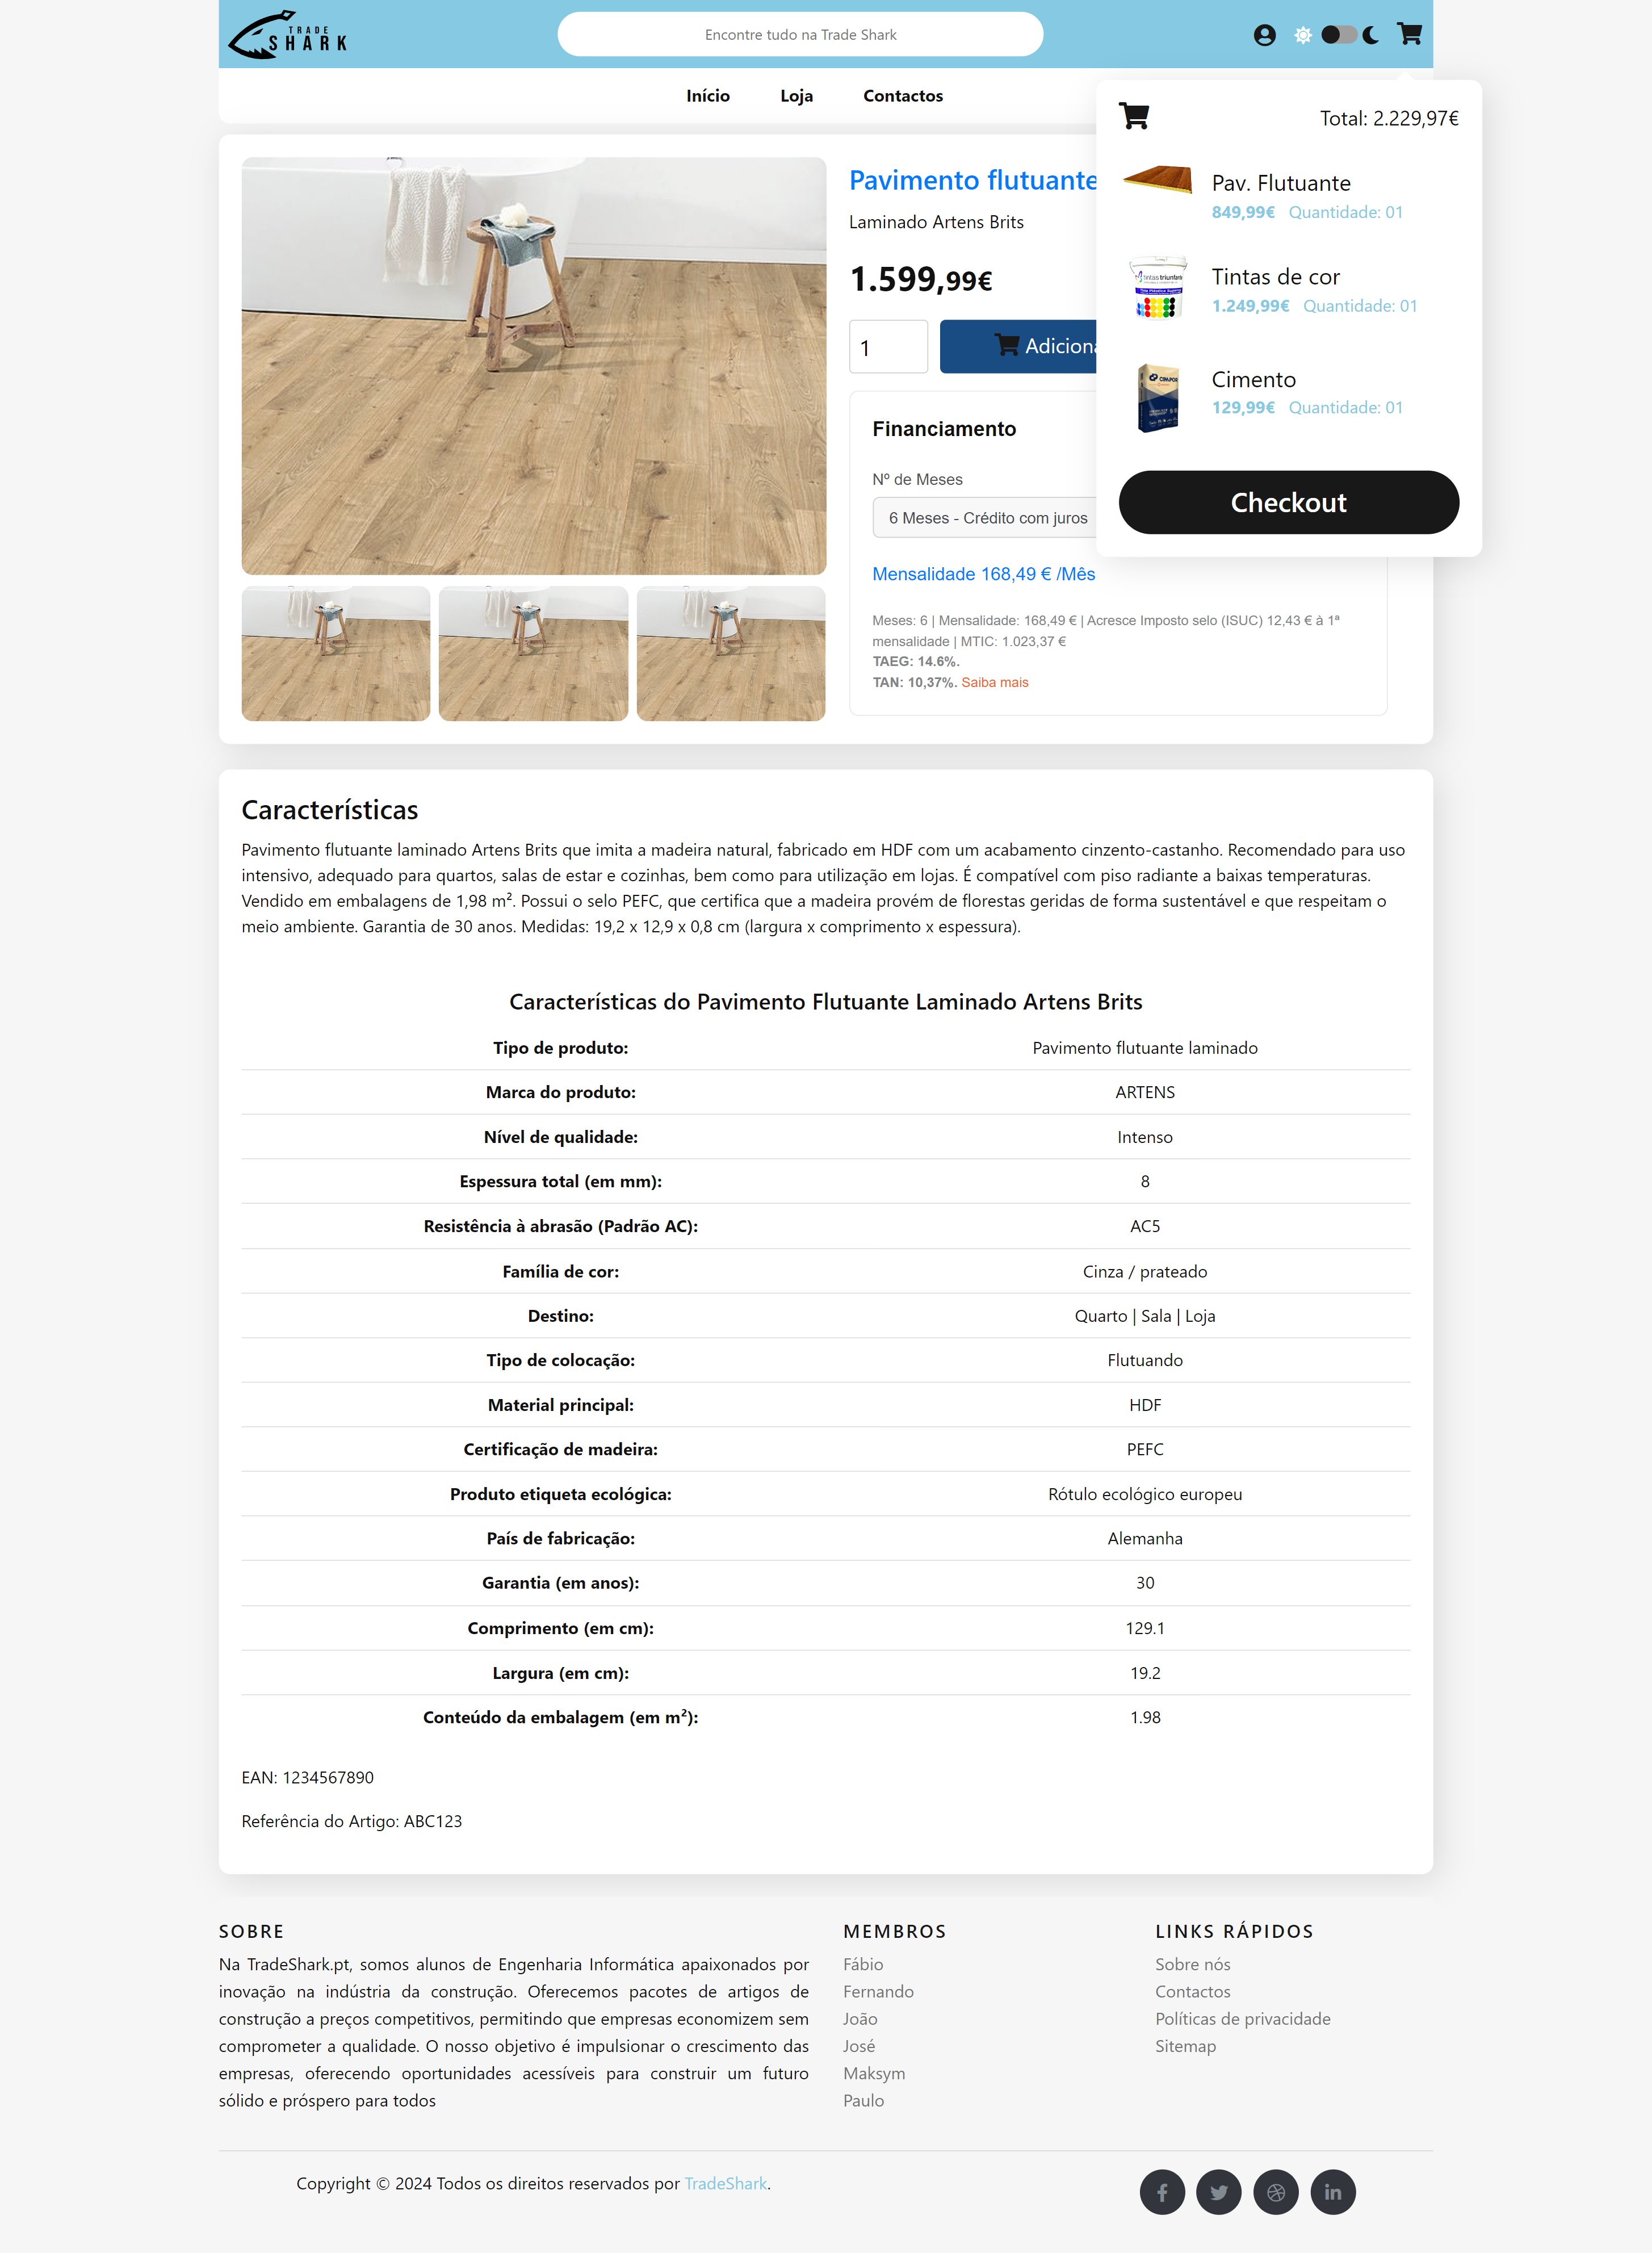 TRADE
SHARK
Encontre tudo na Trade Shark
Início
Loja
Contactos
Total: 2.229,97€
Pav. Flutuante
849,99€ Quantidade: 01
Tintas de cor
1.249,99€ Quantidade: 01
Cimento
129,99€ Quantidade: 01
Checkout
Pavimento flutuante
Laminado Artens Brits
1.599,99€
1
Adiciona
Financiamento
Nº de Meses
6 Meses - Crédito com juros
Mensalidade 168,49 € /Mês
Meses: 6 | Mensalidade: 168,49 € | Acresce Imposto selo (ISUC) 12,43 € à 1ª
mensalidade | MTIC: 1.023,37 €
TAEG: 14.6%.
TAN: 10,37%. Saiba mais
Características
Pavimento flutuante laminado Artens Brits que imita a madeira natural, fabricado em HDF com um acabamento cinzento-castanho. Recomendado para uso
intensivo, adequado para quartos, salas de estar e cozinhas, bem como para utilização em lojas. É compatível com piso radiante a baixas temperaturas.
Vendido em embalagens de 1,98 m². Possui o selo PEFC, que certifica que a madeira provém de florestas geridas de forma sustentável e que respeitam o
meio ambiente. Garantia de 30 anos. Medidas: 19,2 x 12,9 x 0,8 cm (largura x comprimento x espessura).
Características do Pavimento Flutuante Laminado Artens Brits
Tipo de produto: Pavimento flutuante laminado
Marca do produto: ARTENS
Nível de qualidade: Intenso
Espessura total (em mm): 8
Resistência à abrasão (Padrão AC): AC5
Família de cor: Cinza / prateado
Destino: Quarto | Sala | Loja
Tipo de colocação: Flutuando
Material principal: HDF
Certificação de madeira: PEFC
Produto etiqueta ecológica: Rótulo ecológico europeu
País de fabricação: Alemanha
Garantia (em anos): 30
Comprimento (em cm): 129.1
Largura (em cm): 19.2
Conteúdo da embalagem (em m²): 1.98
EAN: 1234567890
Referência do Artigo: ABC123
SOBRE
Na TradeShark.pt, somos alunos de Engenharia Informática apaixonados por
inovação na indústria da construção. Oferecemos pacotes de artigos de
construção a preços competitivos, permitindo que empresas economizem sem
comprometer a qualidade. O nosso objetivo é impulsionar o crescimento das
empresas, oferecendo oportunidades acessíveis para construir um futuro
sólido e próspero para todos
MEMBROS
Fábio
Fernando
João
José
Maksym
Paulo
LINKS RÁPIDOS
Sobre nós
Contactos
Políticas de privacidade
Sitemap
Copyright © 2024 Todos os direitos reservados por TradeShark.